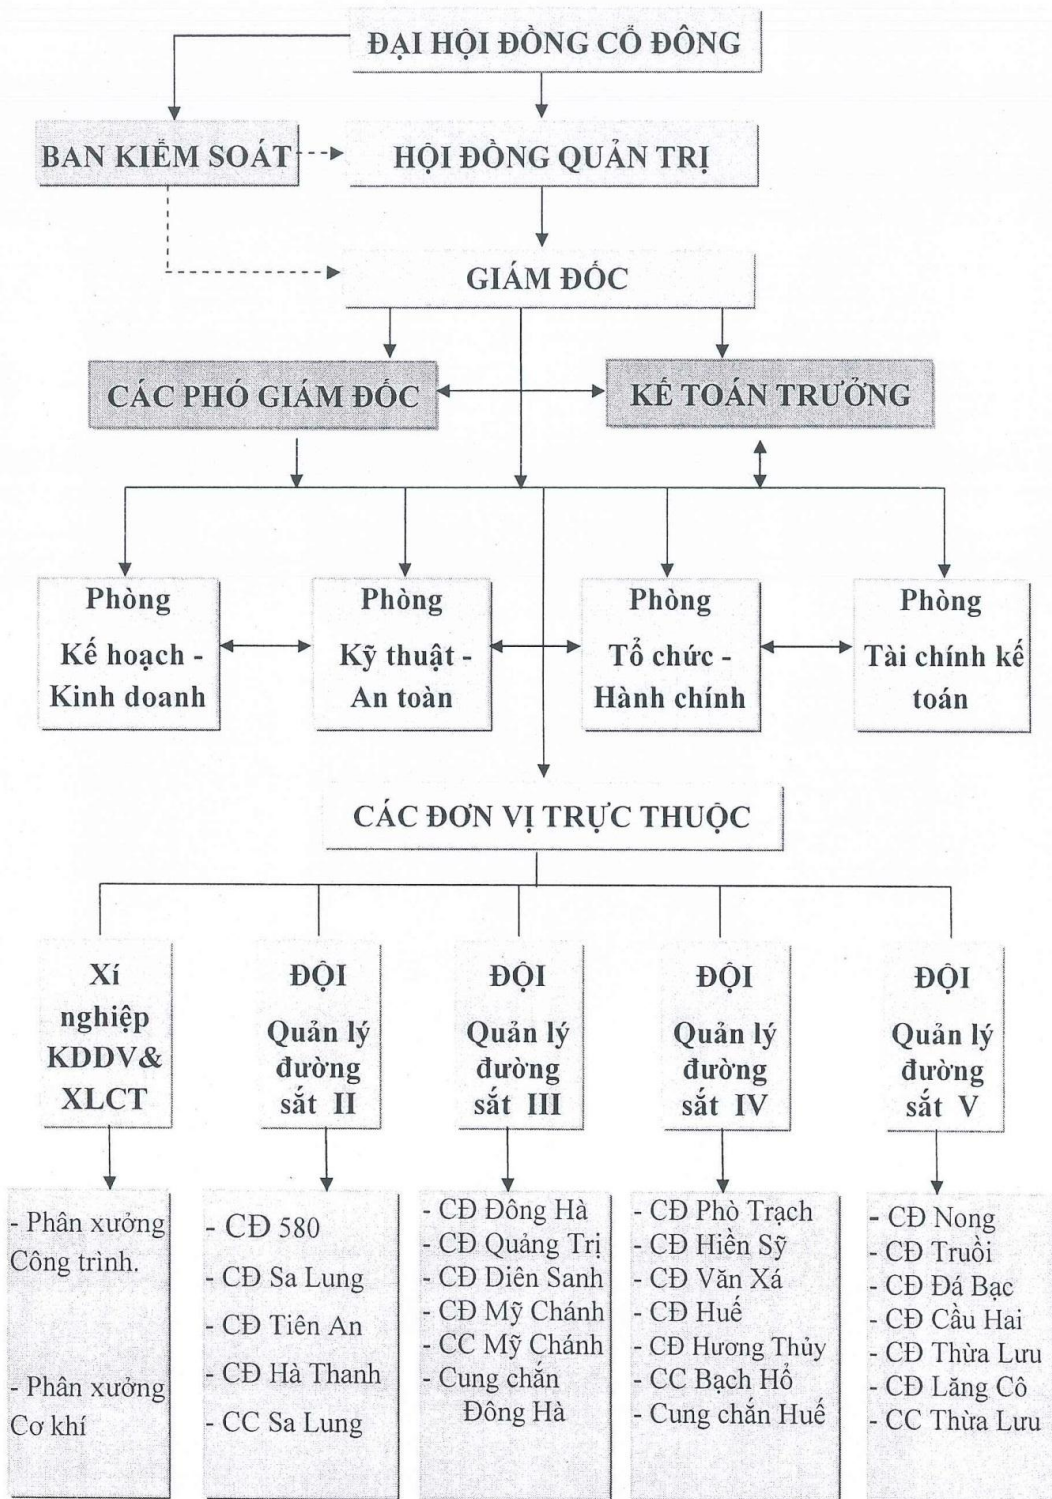 ĐẠI HỘI ĐỒNG CỔ ĐÔNG
BAN KIỂM SOÁT
HỘI ĐỒNG QUẢN TRỊ
GIÁM ĐỐC
CÁC PHÓ GIÁM ĐỐC
KẾ TOÁN TRƯỞNG
Phòng
Kế hoạch -
Kinh doanh
Phòng
Kỹ thuật -
An toàn
Phòng
Tổ chức -
Hành chính
Phòng
Tài chính kế
toán
CÁC ĐƠN VỊ TRỰC THUỘC
Xí
nghiệp
KDDV&
XLCT
ĐỘI
Quản lý
đường
sắt II
ĐỘI
Quản lý
đường
sắt III
ĐỘI
Quản lý
đường
sắt IV
ĐỘI
Quản lý
đường
sắt V
- Phân xưởng
Công trình.
- Phân xưởng
Cơ khí
- CĐ 580
- CĐ Sa Lung
- CĐ Tiên An
- CĐ Hà Thanh
- CC Sa Lung
- CĐ Đông Hà
- CĐ Quảng Trị
- CĐ Diên Sanh
- CĐ Mỹ Chánh
- CC Mỹ Chánh
- Cung chắn
Đông Hà
- CĐ Phò Trạch
- CĐ Hiền Sỹ
- CĐ Văn Xá
- CĐ Huế
- CĐ Hương Thủy
- CC Bạch Hổ
- Cung chắn Huế
- CĐ Nong
- CĐ Truồi
- CĐ Đá Bạc
- CĐ Cầu Hai
- CĐ Thừa Lưu
- CĐ Lăng Cô
- CC Thừa Lưu